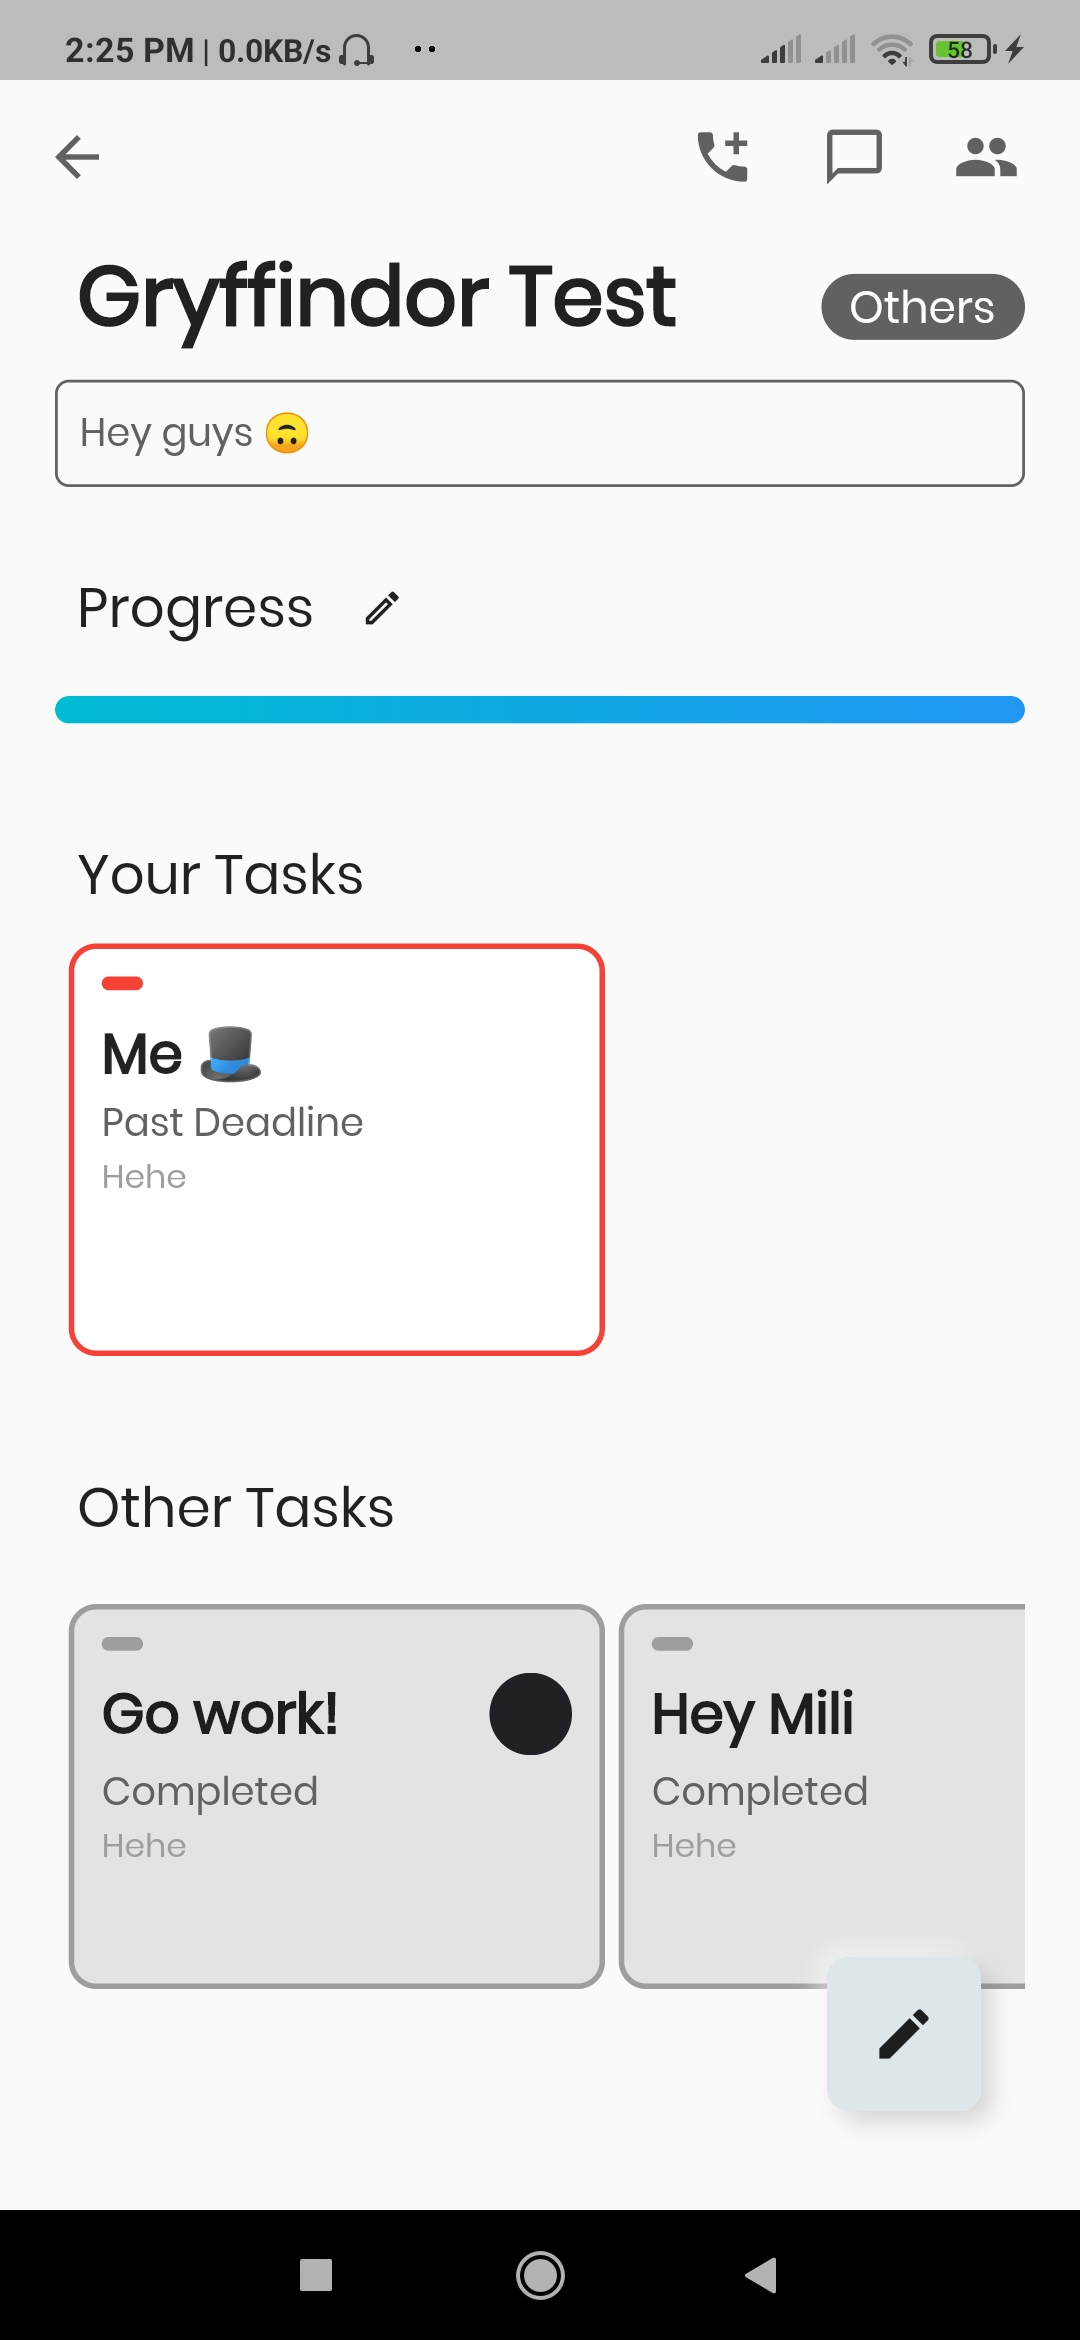 2:25 PM | 0.0KB/s
58
Gryffindor Test
Others
Hey guys 🙃
Progress
Your Tasks
Me 🎩
Past Deadline
Hehe
Other Tasks
Go work!
Completed
Hehe
Hey Mili
Completed
Hehe